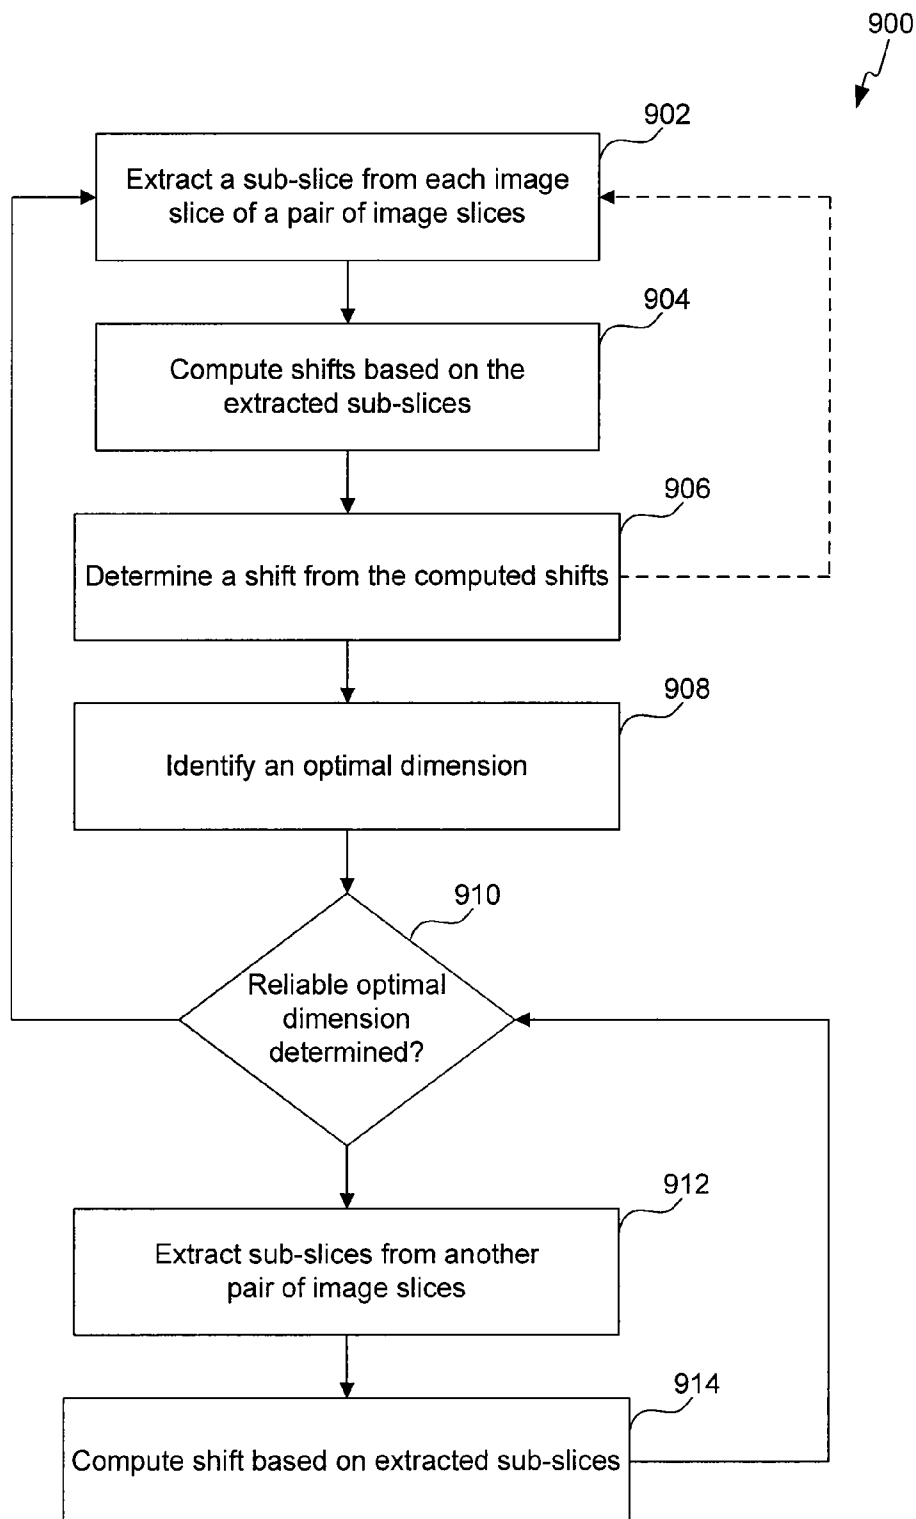 900
902
Extract a sub-slice from each image
slice of a pair of image slices
904
Compute shifts based on the
extracted sub-slices
906
Determine a shift from the computed shifts
908
Identify an optimal dimension
910
Reliable optimal
dimension
determined?
912
Extract sub-slices from another
pair of image slices
914
Compute shift based on extracted sub-slices